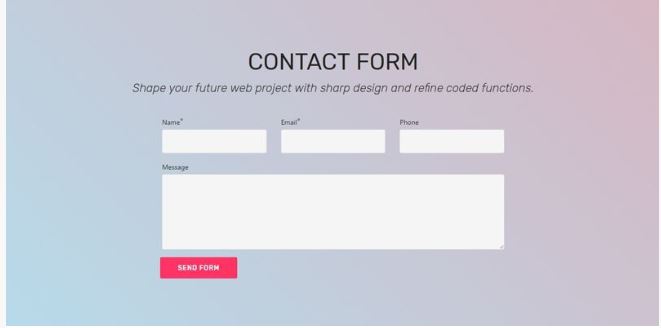 CONTACT FORM
Shape your future web project with sharp design and refine coded functions.
Name* Email* Phone
Message
SEND FORM